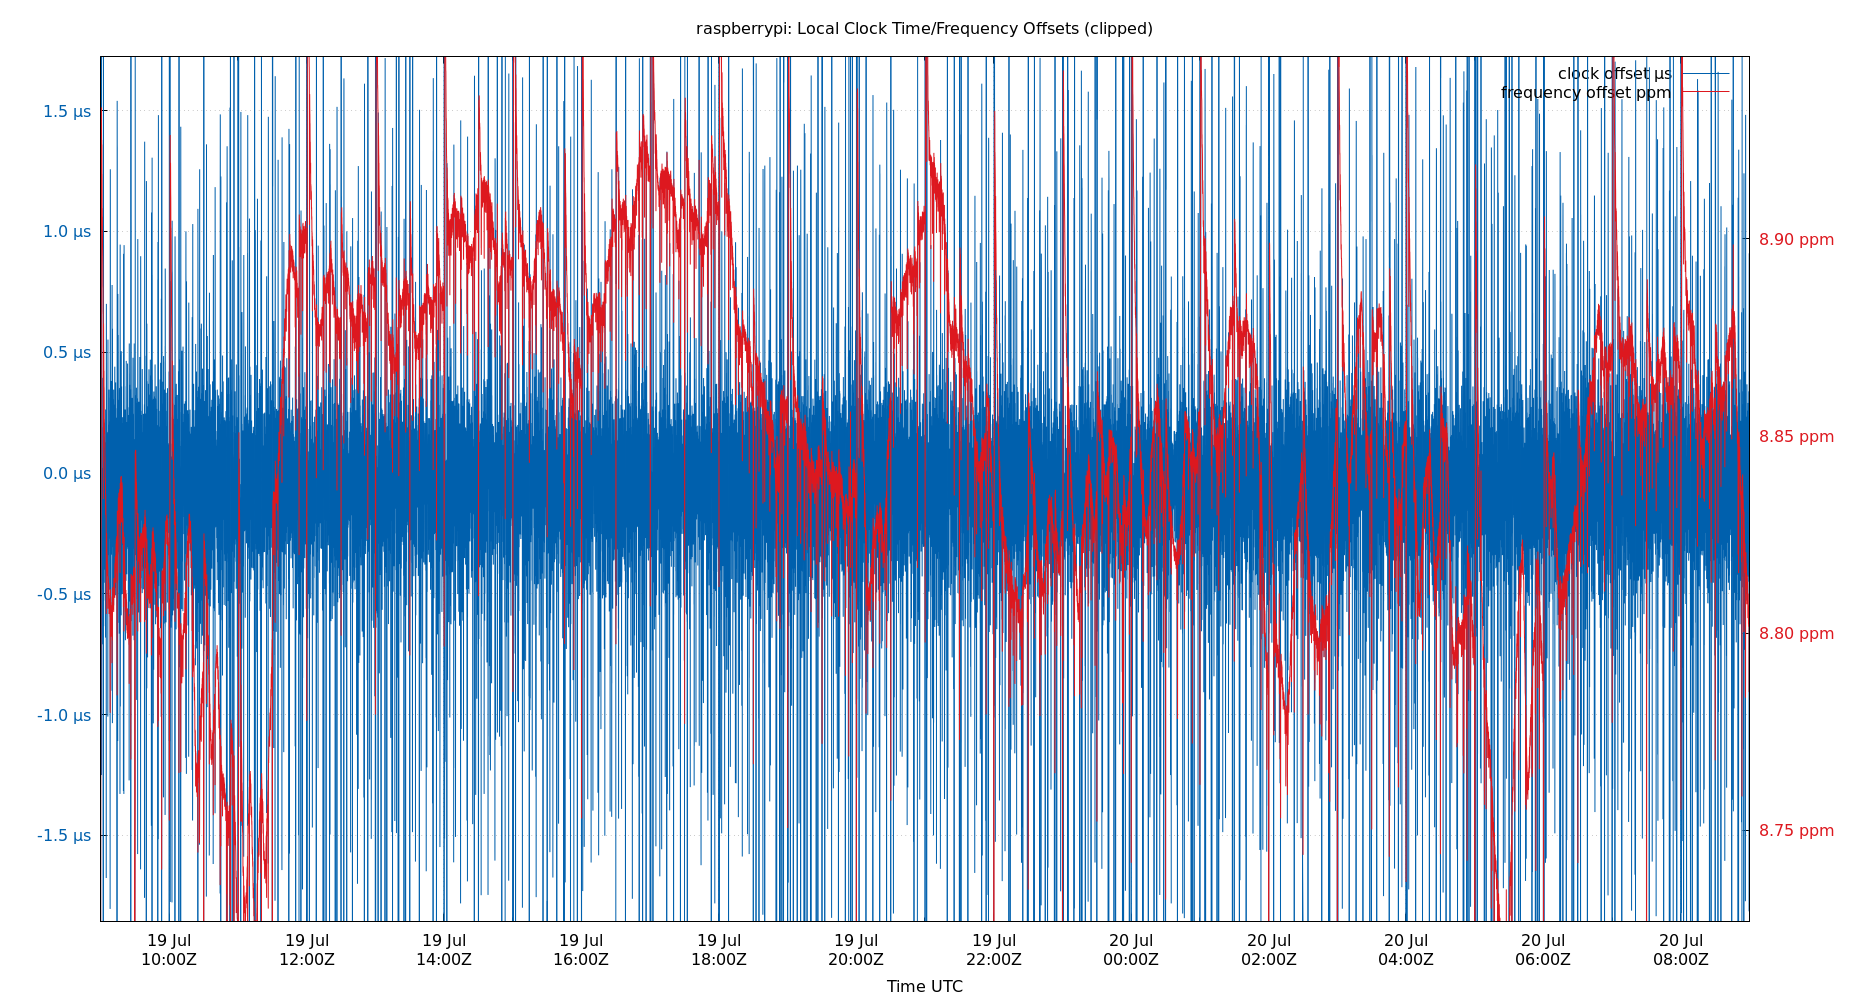 raspberrypi: Local Clock Time/Frequency Offsets (clipped)
clock offset µs
frequency offset ppm
1.5 µs
1.0 µs
0.5 µs
0.0 µs
-0.5 µs
-1.0 µs
-1.5 µs
8.90 ppm
8.85 ppm
8.80 ppm
8.75 ppm
19 Jul 19 Jul 19 Jul 19 Jul 19 Jul 19 Jul 19 Jul 20 Jul 20 Jul 20 Jul 20 Jul 20 Jul
10:00Z 12:00Z 14:00Z 16:00Z 18:00Z 20:00Z 22:00Z 00:00Z 02:00Z 04:00Z 06:00Z 08:00Z
Time UTC